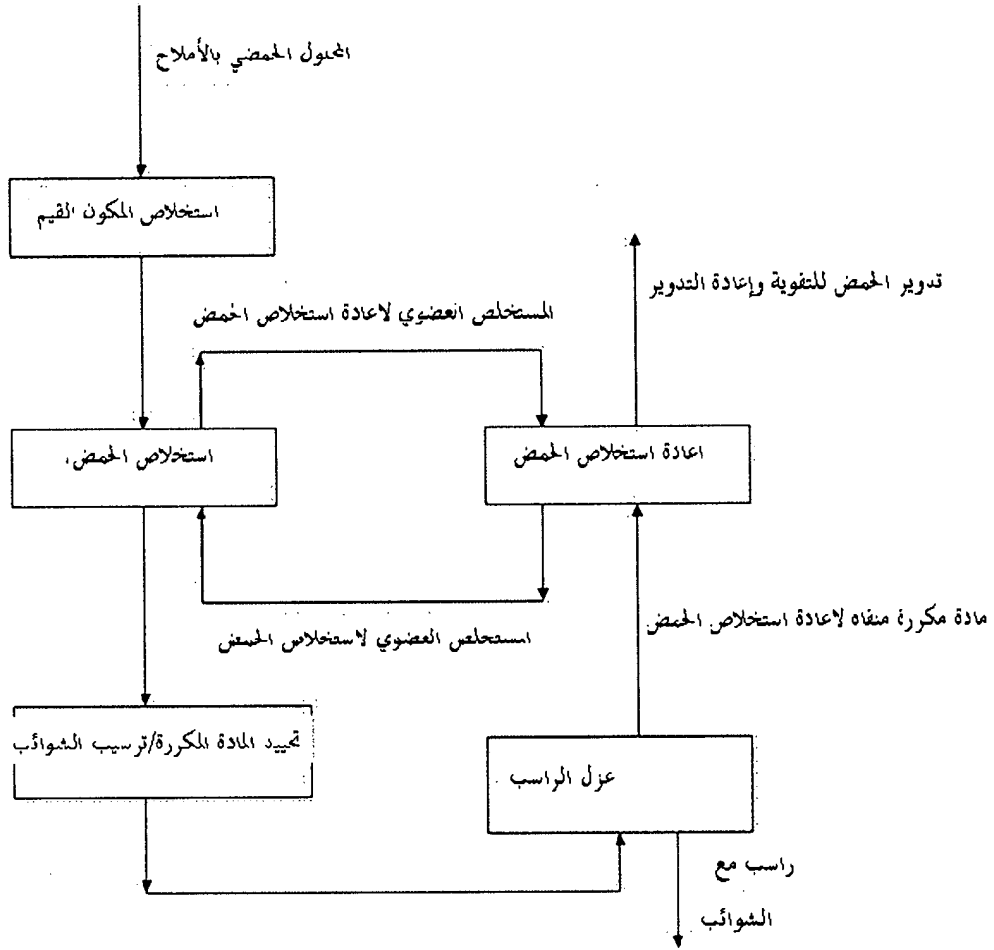 المحلول الحمضي بالأملاح
استخلاص المكون القيم
تدوير الحمض للتقوية وإعادة التدوير
المستخلص العضوي لاعادة استخلاص الحمض
استخلاص الحمض
اعادة استخلاص الحمض
مادة مكررة منقاه لاعادة استخلاص الحمض
المستخلص العضوي لاستخلاص الحمض
تحييد المادة المكررة/ترسيب الشوائب
عزل الراسب
راسب مع
الشوائب